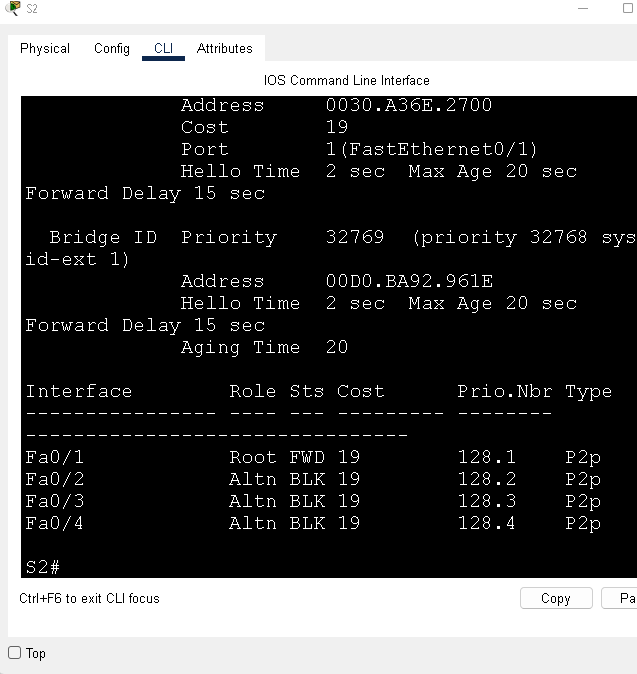 S2
Physical Config CLI Attributes
IOS Command Line Interface
Address 0030.A36E.2700
Cost 19
Port 1(FastEthernet0/1)
Hello Time 2 sec Max Age 20 sec
Forward Delay 15 sec
Bridge ID Priority 32769 (priority 32768 sys
id-ext 1)
Address 00D0.BA92.961E
Hello Time 2 sec Max Age 20 sec
Forward Delay 15 sec
Aging Time 20
Interface Role Sts Cost Prio.Nbr Type
---------------- ---- --- --------- --------
--------------------------------
Fa0/1 Root FWD 19 128.1 P2p
Fa0/2 Altn BLK 19 128.2 P2p
Fa0/3 Altn BLK 19 128.3 P2p
Fa0/4 Altn BLK 19 128.4 P2p
S2#
Ctrl+F6 to exit CLI focus
Copy Pa
Top